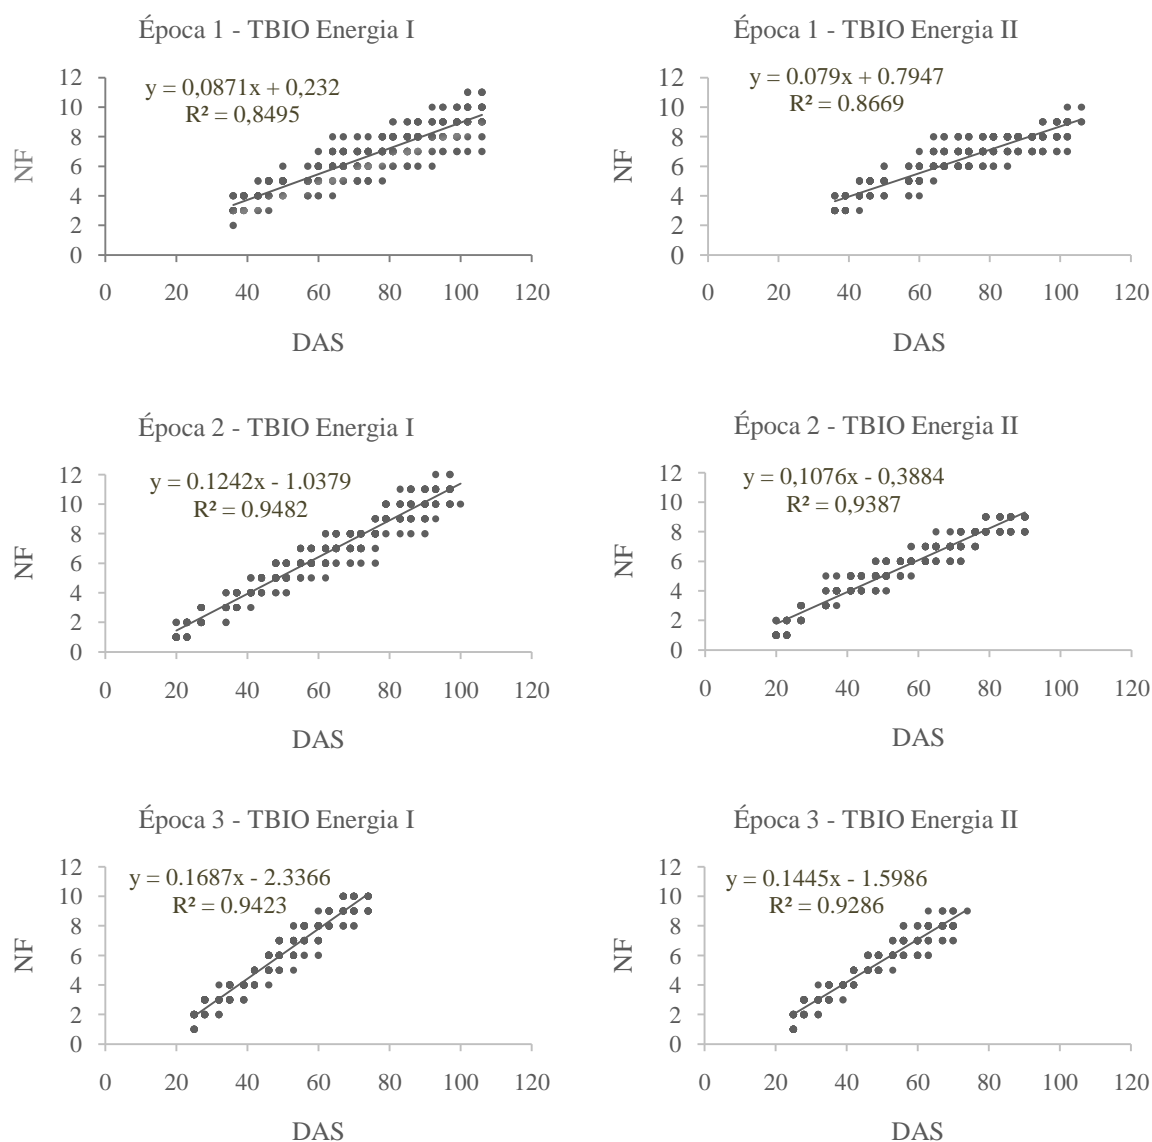 Época 1 - TBIO Energia I
y = 0,0871x + 0,232
R² = 0,8495
12
10
8
6
4
2
0
NF
0 20 40 60 80 100 120
DAS
Época 1 - TBIO Energia II
y = 0.079x + 0.7947
R² = 0.8669
12
10
8
6
4
2
0
NF
0 20 40 60 80 100 120
DAS
Época 2 - TBIO Energia I
y = 0.1242x - 1.0379
R² = 0.9482
12
10
8
6
4
2
0
NF
0 20 40 60 80 100 120
DAS
Época 2 - TBIO Energia II
y = 0,1076x - 0,3884
R² = 0,9387
12
10
8
6
4
2
0
NF
0 20 40 60 80 100 120
DAS
Época 3 - TBIO Energia I
y = 0.1687x - 2.3366
R² = 0.9423
12
10
8
6
4
2
0
NF
0 20 40 60 80 100 120
DAS
Época 3 - TBIO Energia II
y = 0.1445x - 1.5986
R² = 0.9286
12
10
8
6
4
2
0
NF
0 20 40 60 80 100 120
DAS